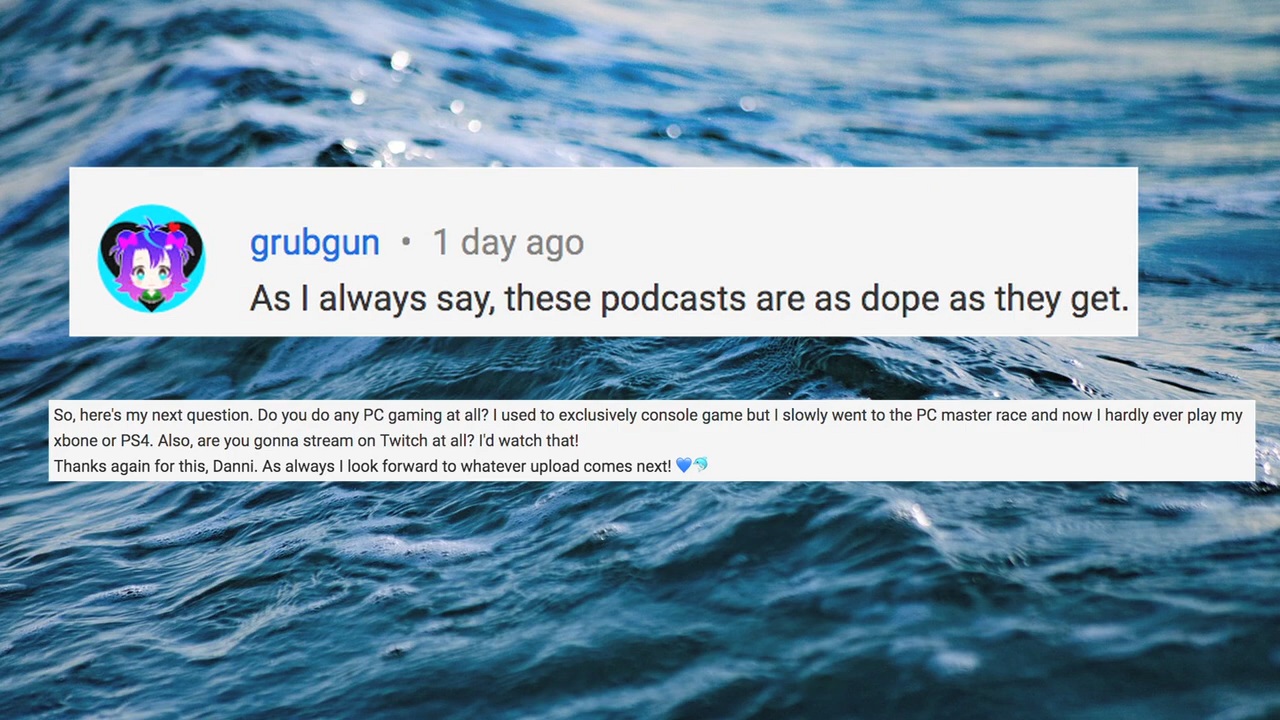 grubgun • 1 day ago
As I always say, these podcasts are as dope as they get.
So, here's my next question. Do you do any PC gaming at all? I used to exclusively console game but I slowly went to the PC master race and now I hardly ever play my
xbone or PS4. Also, are you gonna stream on Twitch at all? I'd watch that!
Thanks again for this, Danni. As always I look forward to whatever upload comes next! 💙🐬